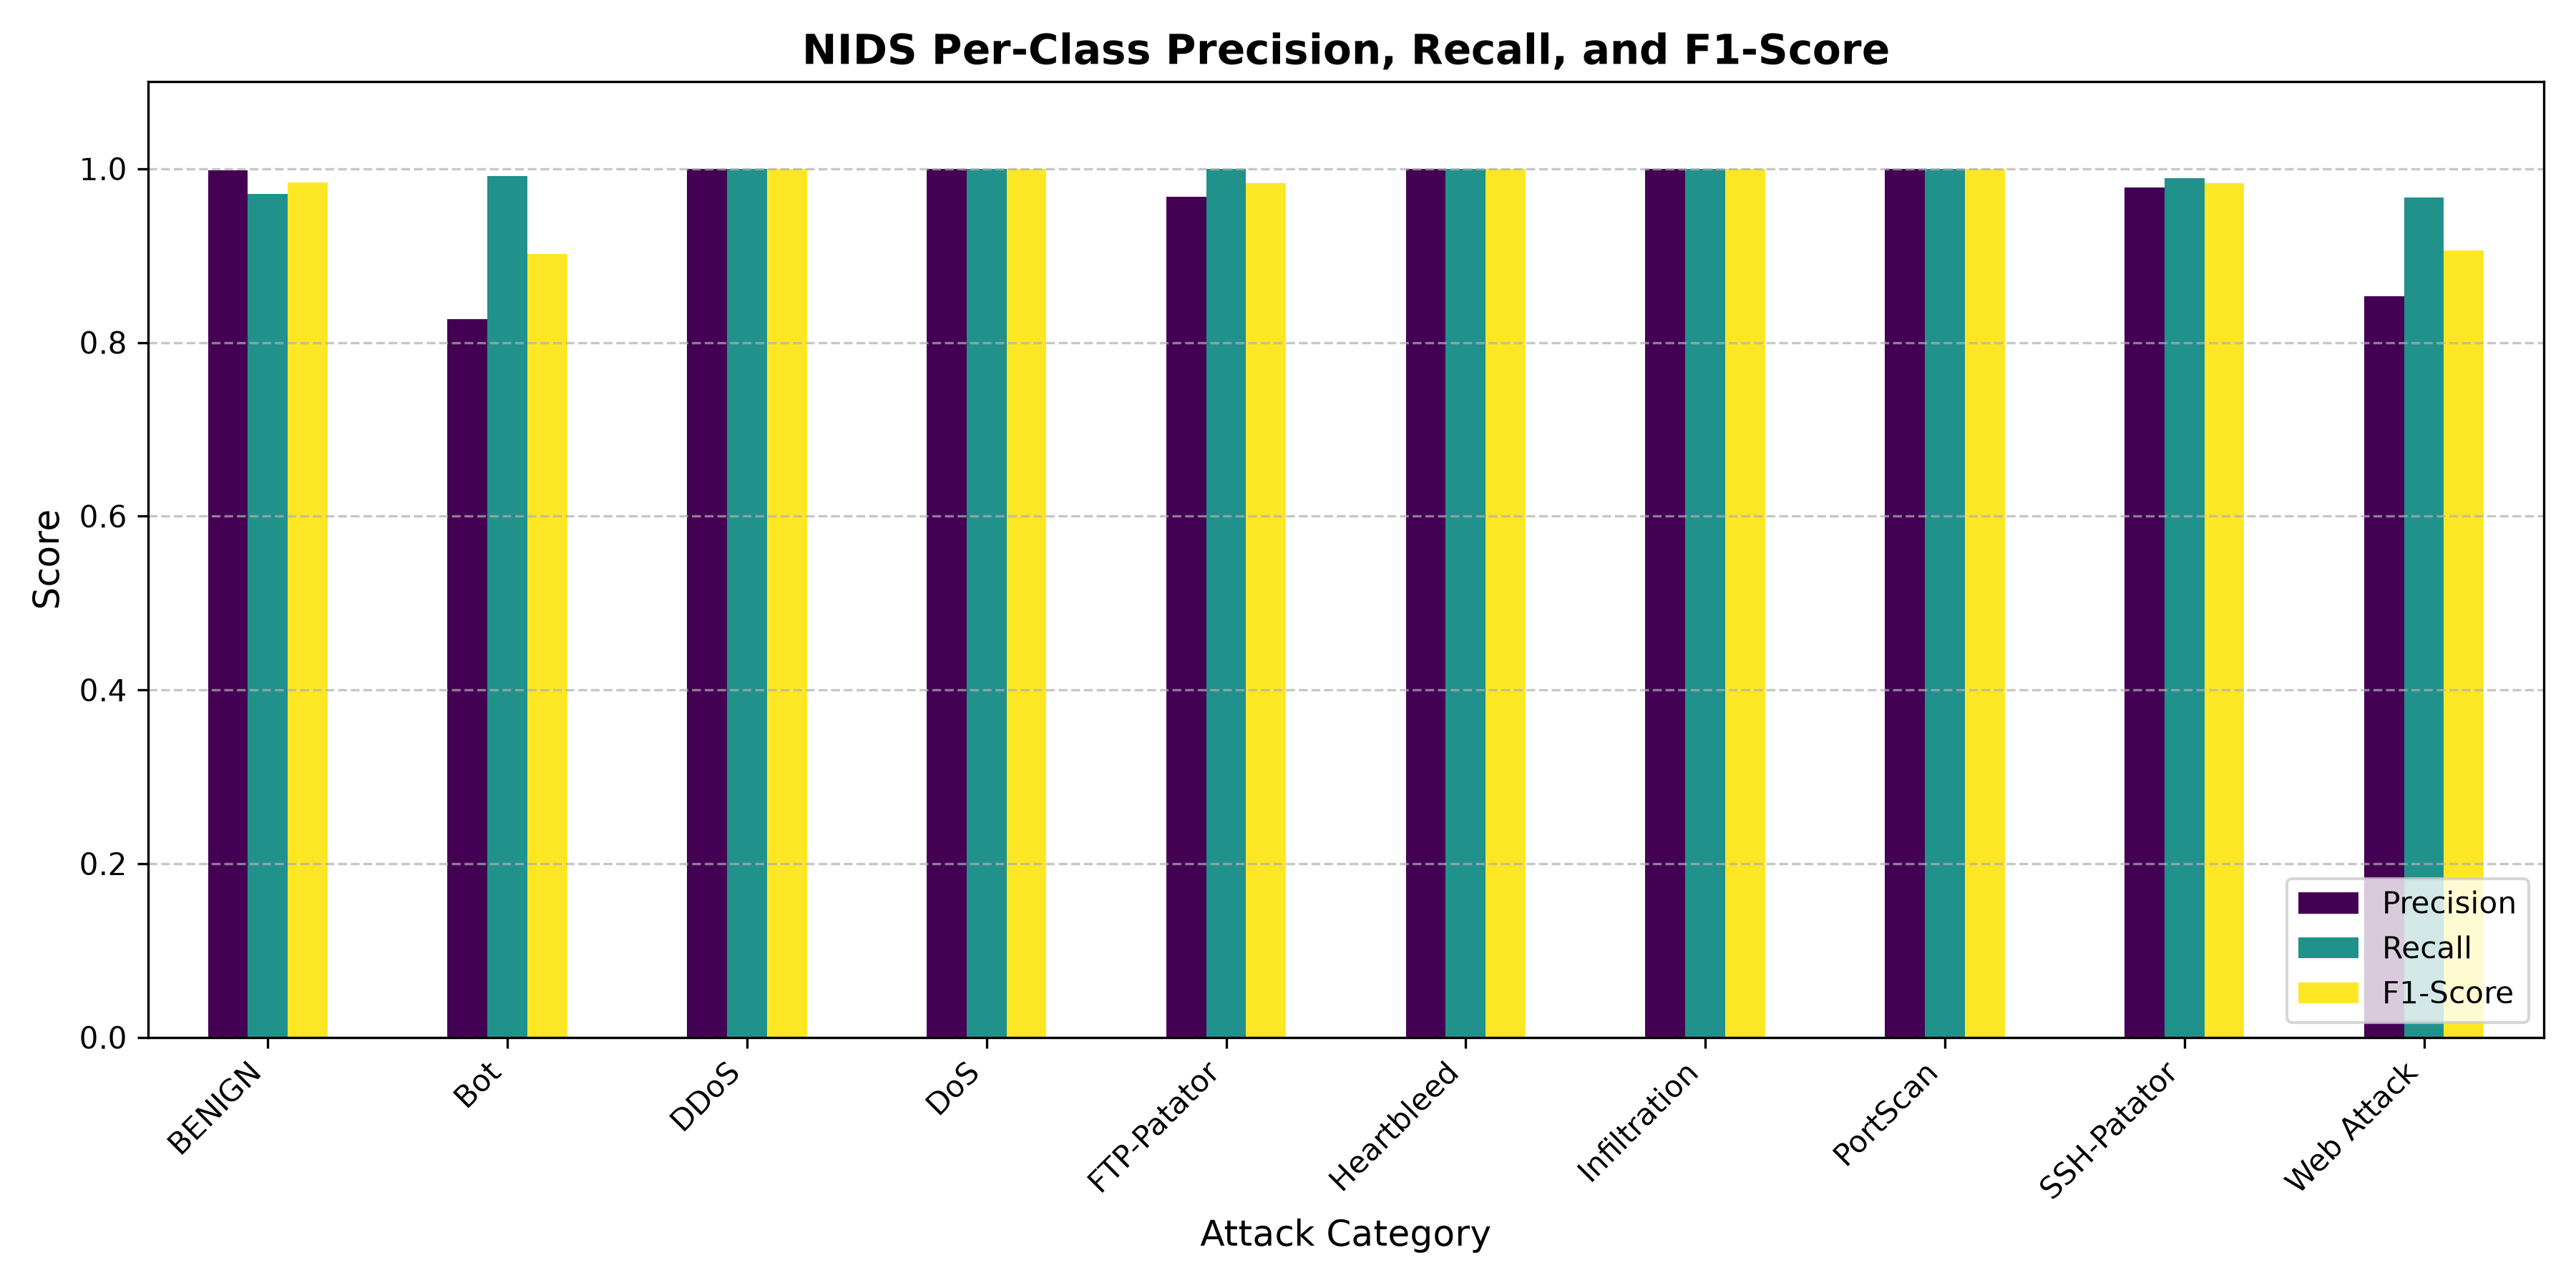 NIDS Per-Class Precision, Recall, and F1-Score
Score
1.0
0.8
0.6
0.4
0.2
0.0
Precision
Recall
F1-Score
BENIGN
Bot
DDoS
DoS
FTP-Patator
Heartbleed
Infiltration
PortScan
SSH-Patator
Web Attack
Attack Category